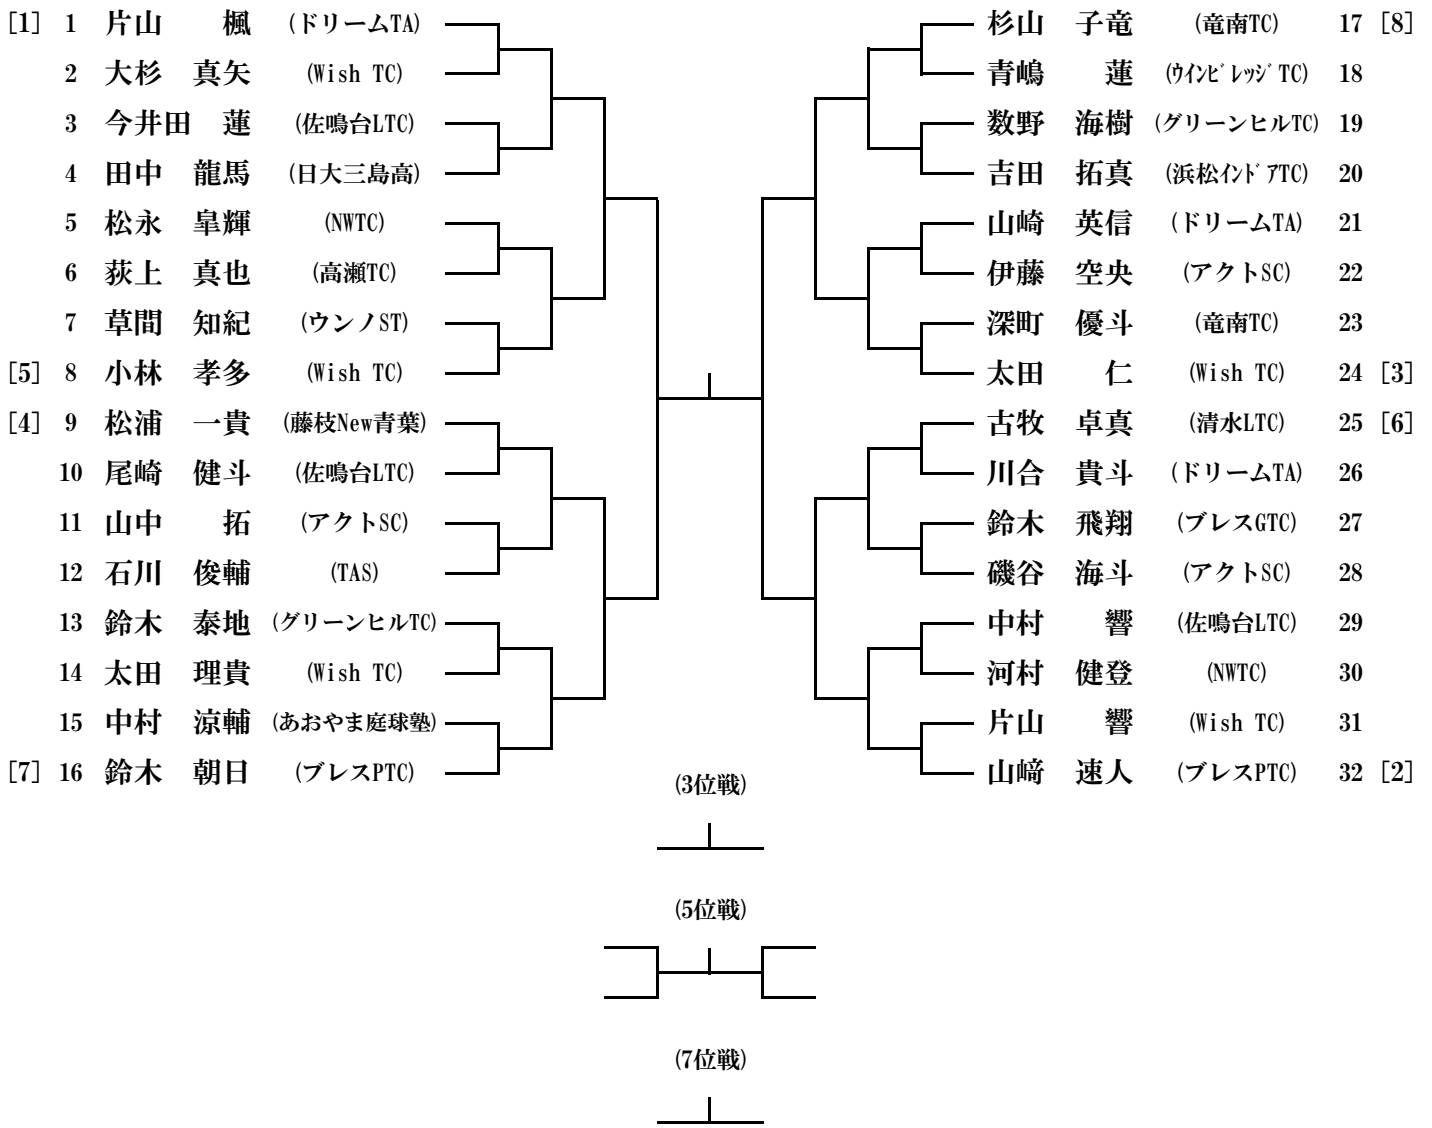 [1] 1 片山 楓 (ドリームTA)
2 大杉 真矢 (Wish TC)
3 今井田 蓮 (佐鳴台LTC)
4 田中 龍馬 (日大三島高)
5 松永 皐輝 (NWTC)
6 荻上 真也 (高瀬TC)
7 草間 知紀 (ウンノST)
[5] 8 小林 孝多 (Wish TC)
[4] 9 松浦 一貴 (藤枝New青葉)
10 尾崎 健斗 (佐鳴台LTC)
11 山中 拓 (アクトSC)
12 石川 俊輔 (TAS)
13 鈴木 泰地 (グリーンヒルTC)
14 太田 理貴 (Wish TC)
15 中村 涼輔 (あおやま庭球塾)
[7] 16 鈴木 朝日 (ブレスPTC)
杉山 子竜 (竜南TC) 17 [8]
青嶋 蓮 (ウインビレッジTC) 18
数野 海樹 (グリーンヒルTC) 19
吉田 拓真 (浜松インドアTC) 20
山崎 英信 (ドリームTA) 21
伊藤 空央 (アクトSC) 22
深町 優斗 (竜南TC) 23
太田 仁 (Wish TC) 24 [3]
古牧 卓真 (清水LTC) 25 [6]
川合 貴斗 (ドリームTA) 26
鈴木 飛翔 (ブレスGTC) 27
磯谷 海斗 (アクトSC) 28
中村 響 (佐鳴台LTC) 29
河村 健登 (NWTC) 30
片山 響 (Wish TC) 31
山﨑 速人 (ブレスPTC) 32 [2]
(3位戦)
(5位戦)
(7位戦)